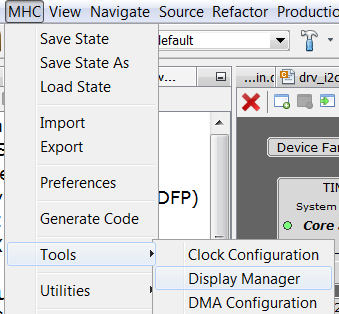 MHC View Navigate Source Refactor Productio
default
Save State
Save State As
Load State
Import
Export
Preferences
Generate Code
Tools
Utilities
Clock Configuration
Display Manager
DMA Configuration
w...
DFP)
...in.c
drv_i2c
Device Far
TIM
System
Core